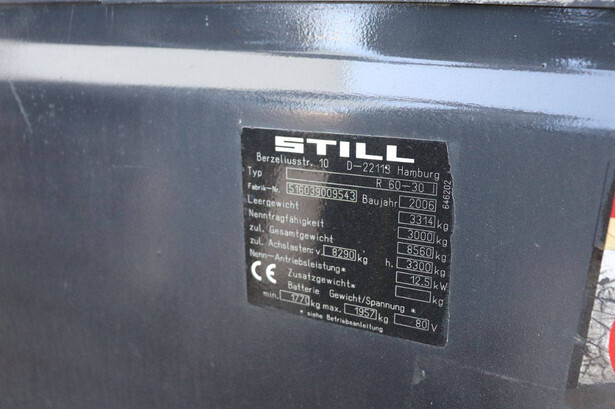 STILL
Berzeliusstr. 10 D-22113 Hamburg
Typ R 60-30 I
Fabrik-Nr. 516039009543 Baujahr 2006
Leergewicht 3314 kg
Nennfragfähigkeit 3000 kg
zul. Gesamtgewicht 8560 kg
zul. Achslasten: v. 8290 kg h. 3300 kg
Nenn-Antriebsleistung* 12.5 kW
CE Zusatzgewicht* kg
Batterie Gewicht/Spannung *
min. 1770 kg max. 1957 kg 80 V
* siehe Betriebsanleitung
646202